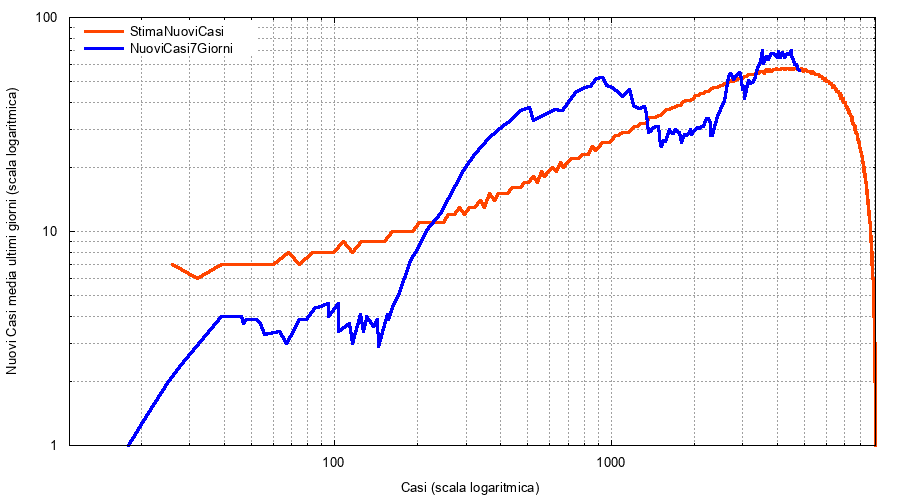 100
StimaNuoviCasi
NuoviCasi7Giorni
10
1
100
1000
Nuovi Casi media ultimi giorni (scala logaritmica)
Casi (scala logaritmica)